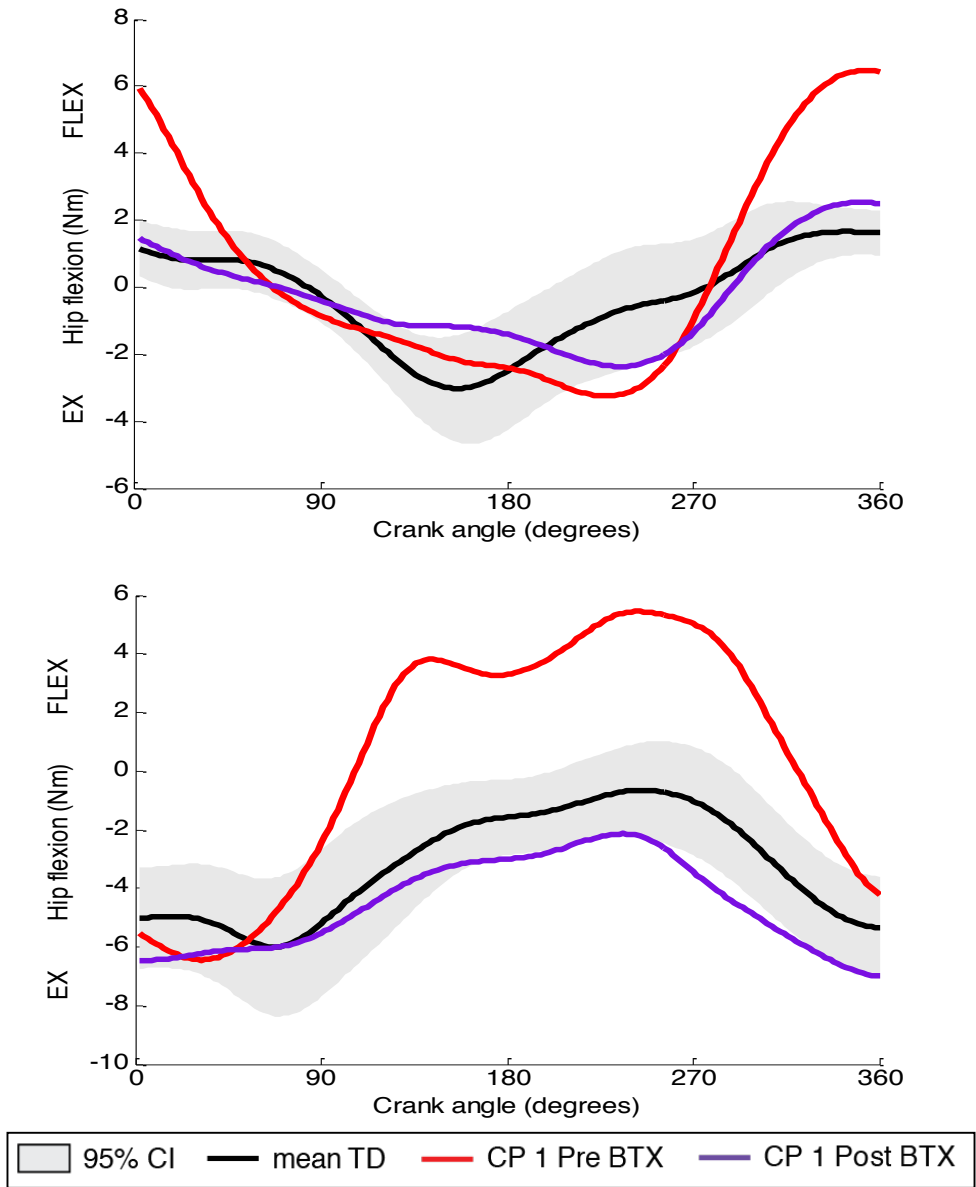 8
6
4
2
0
-2
-4
-6
FLEX
Hip flexion (Nm)
EX
0 90 180 270 360
Crank angle (degrees)
6
4
2
0
-2
-4
-6
-8
-10
FLEX
Hip flexion (Nm)
EX
0 90 180 270 360
Crank angle (degrees)
95% CI mean TD CP 1 Pre BTX CP 1 Post BTX